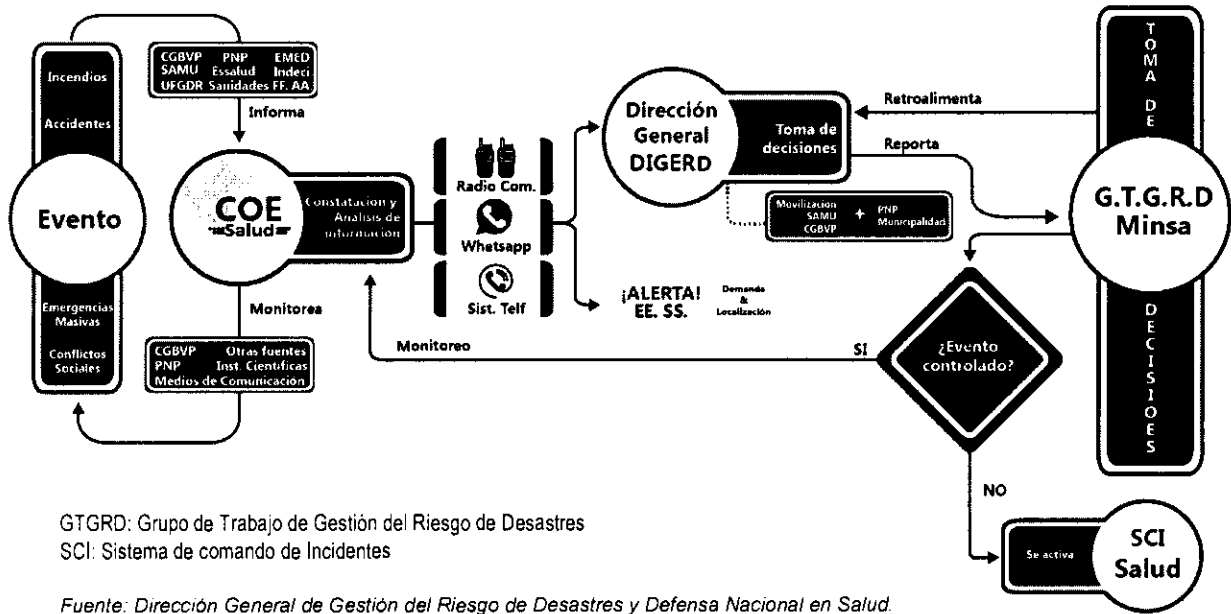 Incendios
Accidentes
Evento
Emergencias
Masivas
Conflictos
Sociales
CGBVP PNP EMED
SAMU Essalud Indeci
UFGDR Sanidades FF. AA
Informa
COE
Salud
Constatacion y
Analisis de
informacion
Monitorea
CGBVP Otras fuentes
PNP Inst. Cientificas
Medios de Comunicación
Radio Com.
Whatsapp
Sist. Telf
Monitoreo
Dirección
General
DIGERD
Toma de
decisiones
Movilizacion
SAMU
CGBVP
+
PNP
Municipalidad
¡ALERTA!
EE. SS.
Demanda
&
Localización
Retroalimenta
Reporta
TOMA DE
G.T.G.R.D
Minsa
DECISIOES
¿Evento
controlado?
SI
NO
Se activa
SCI
Salud
GTGRD: Grupo de Trabajo de Gestión del Riesgo de Desastres
SCI: Sistema de comando de Incidentes
Fuente: Dirección General de Gestión del Riesgo de Desastres y Defensa Nacional en Salud.